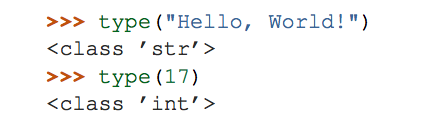 >>> type("Hello, World!")
<class ’str’>
>>> type(17)
<class ’int’>